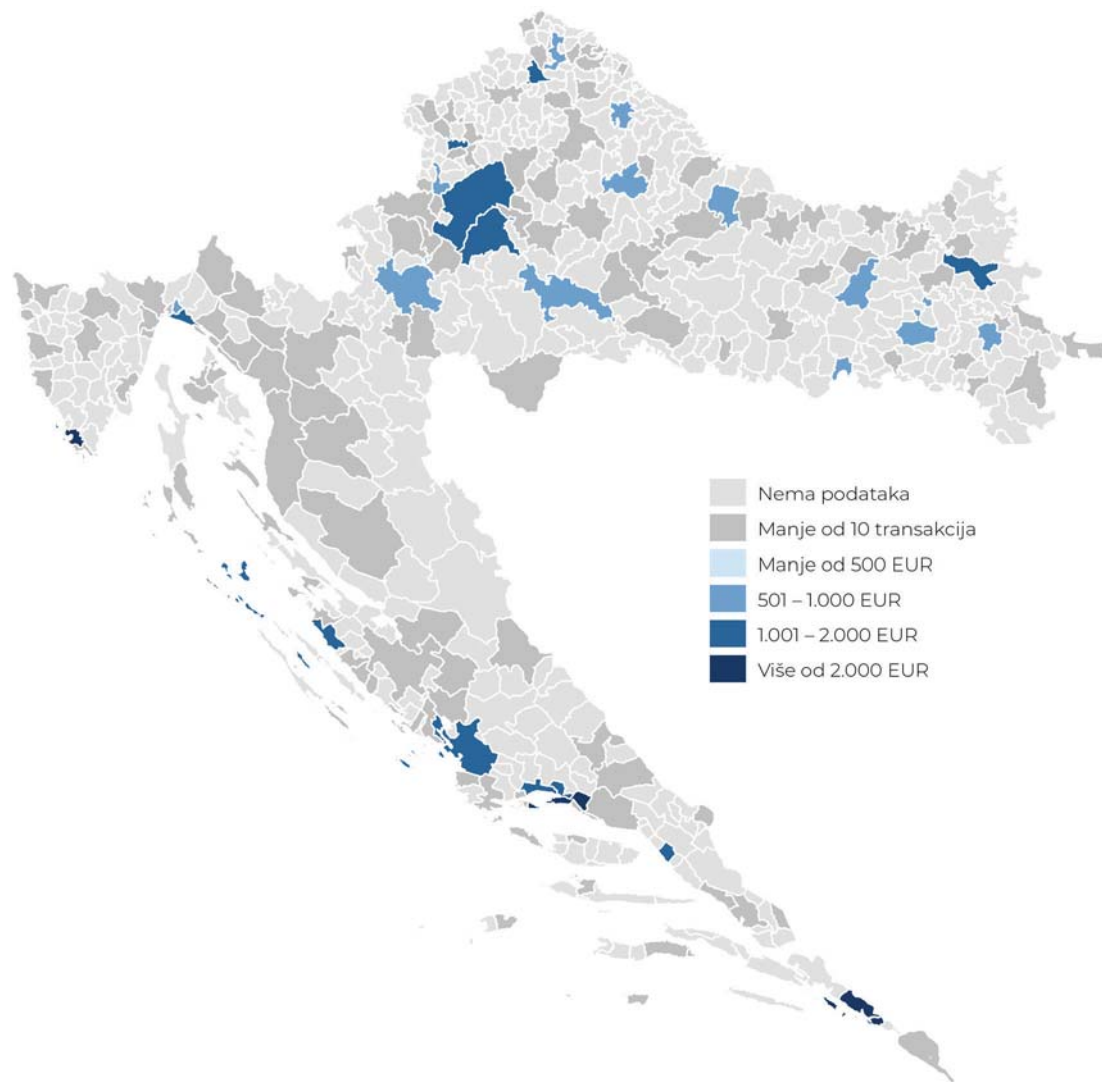 Nema podataka
Manje od 10 transakcija
Manje od 500 EUR
501 – 1.000 EUR
1.001 – 2.000 EUR
Više od 2.000 EUR